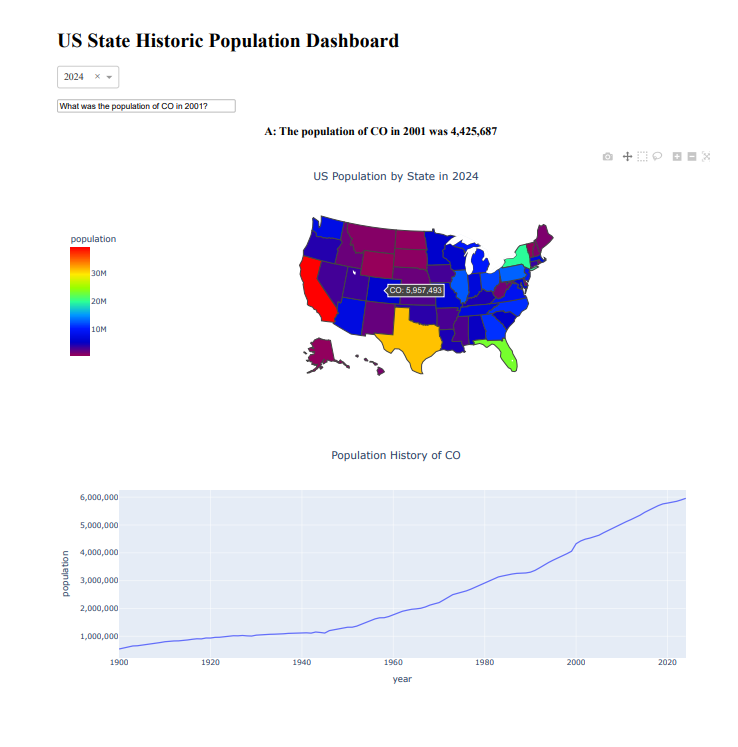 US State Historic Population Dashboard
2024
What was the population of CO in 2001?
A: The population of CO in 2001 was 4,425,687
US Population by State in 2024
population
30M
20M
10M
CO: 5,957,493
Population History of CO
6,000,000
5,000,000
4,000,000
3,000,000
2,000,000
1,000,000
population
1900 1920 1940 1960 1980 2000 2020
year